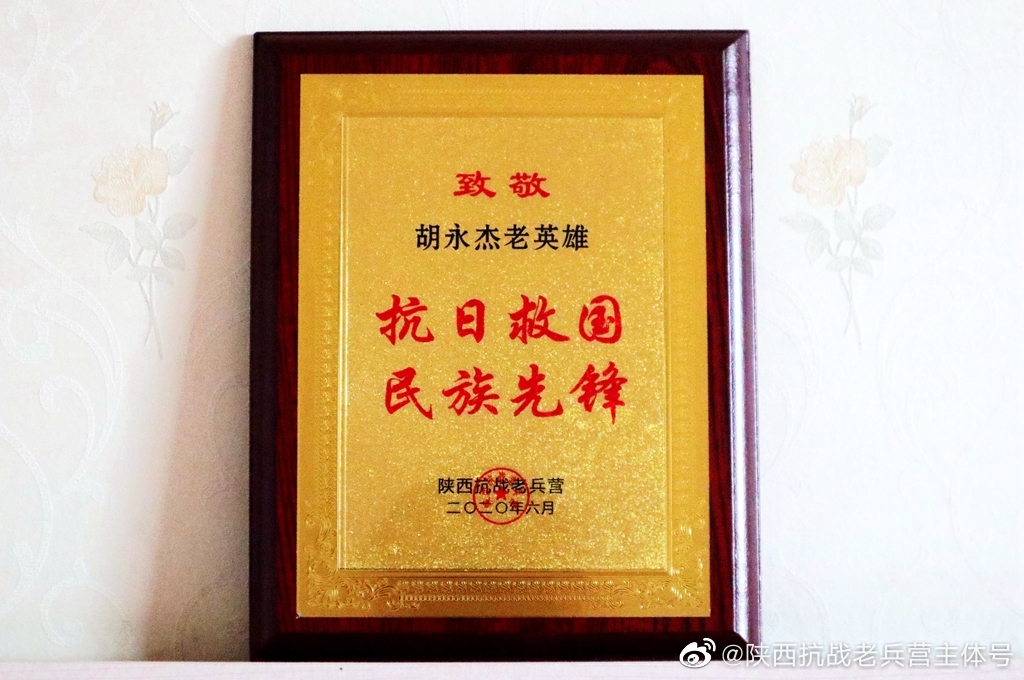 致敬
胡永杰老英雄
抗日救国
民族先锋
陕西抗战老兵营
二〇二〇年六月
@陕西抗战老兵营主体号